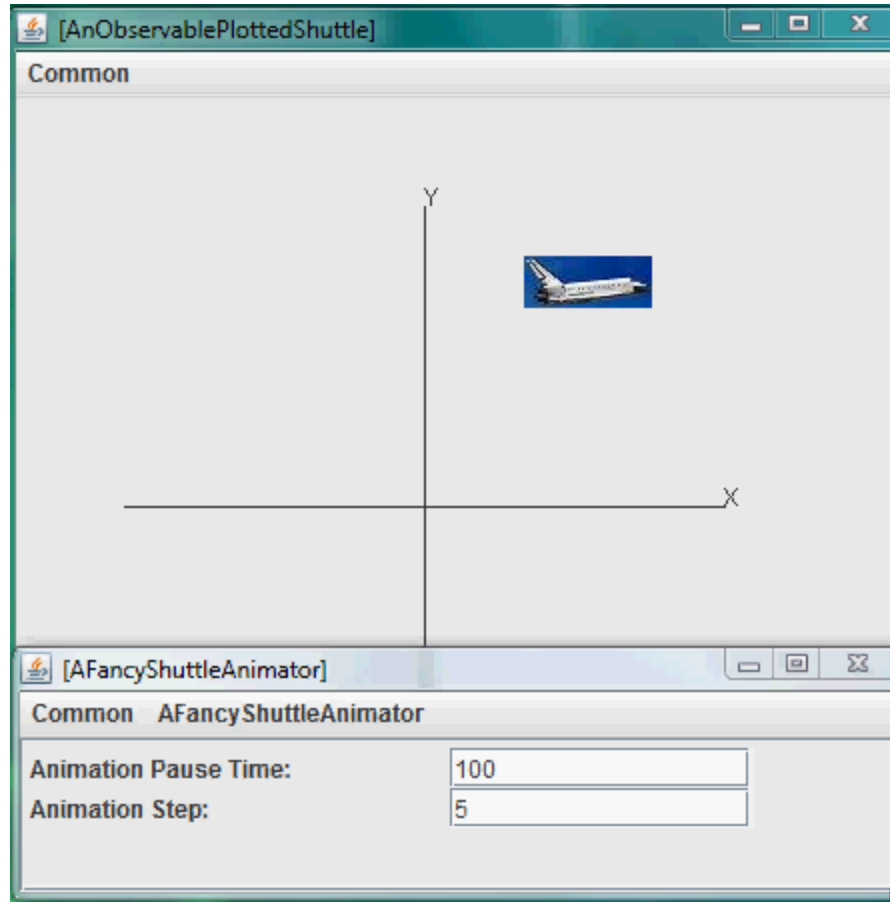 [AnObservablePlottedShuttle]
Common
Y
X
[AFancyShuttleAnimator]
Common AFancyShuttleAnimator
Animation Pause Time: 100
Animation Step: 5